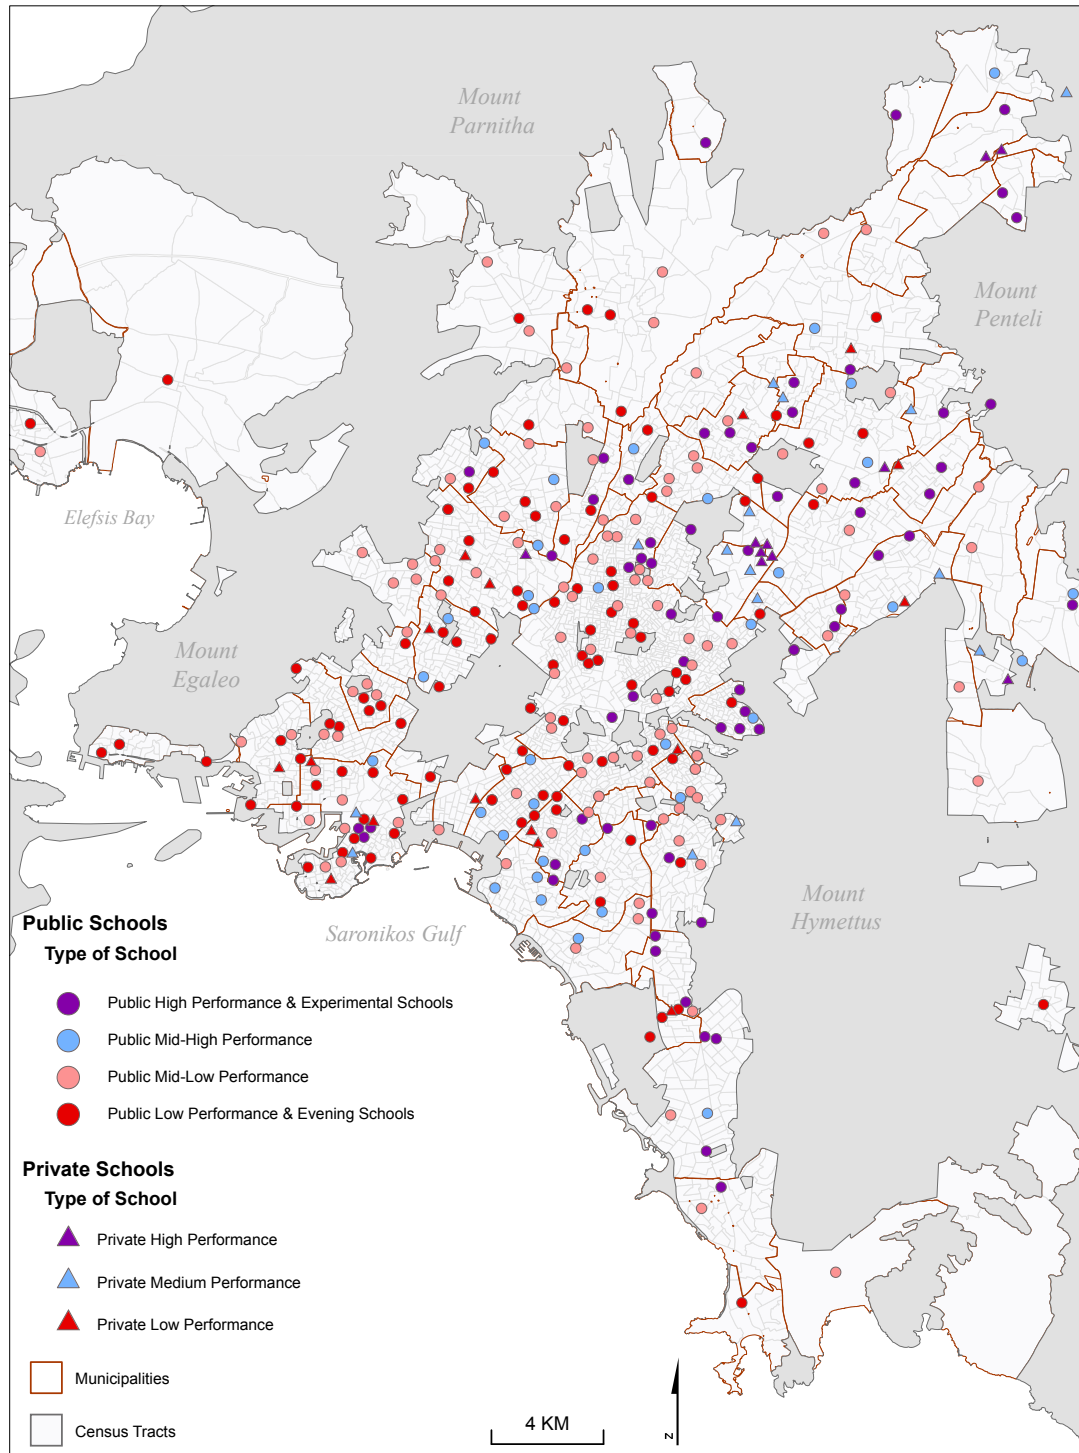 Mount
Parnitha
Mount
Penteli
Elefsis Bay
Mount
Egaleo
Mount
Hymettus
Saronikos Gulf
Public Schools
Type of School
Public High Performance & Experimental Schools
Public Mid-High Performance
Public Mid-Low Performance
Public Low Performance & Evening Schools
Private Schools
Type of School
Private High Performance
Private Medium Performance
Private Low Performance
Municipalities
Census Tracts
4 KM
N